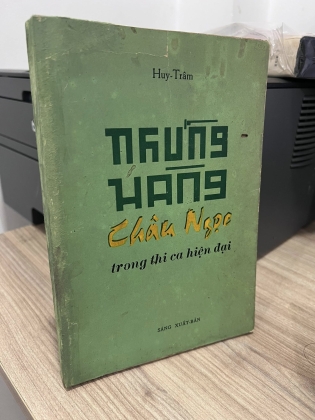 Huy-Trâm
NHỮNG
HÀNG
Châu Ngọc
trong thi ca hiện đại
SÁNG XUẤT-BẢN